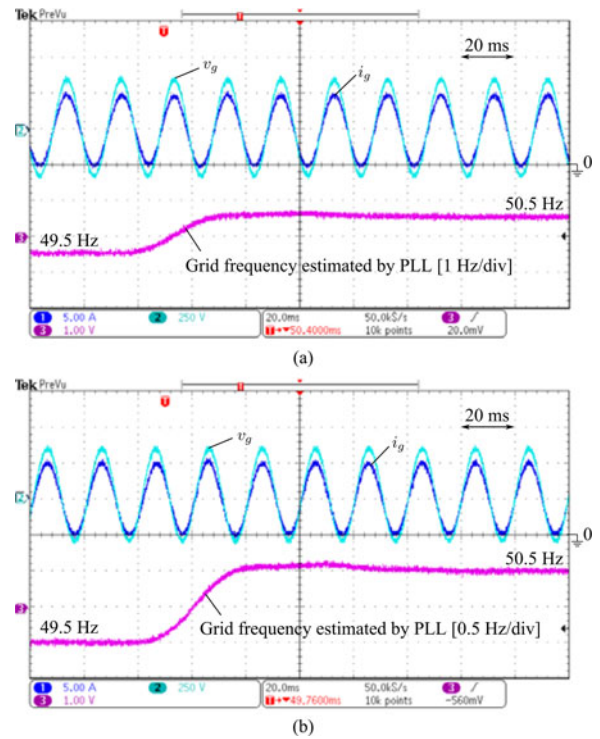 (a)
Tek PreVu
T
T
20 ms
v_g
i_g
2
0
50.5 Hz
49.5 Hz
3
Grid frequency estimated by PLL [1 Hz/div]
1 5.00 A 2 250 V 20.0ms 50.0kS/s 3
3 1.00 V T→▼50.4000ms 10k points 20.0mV
(a)
Tek PreVu
T
T
20 ms
v_g
i_g
2
0
50.5 Hz
3
49.5 Hz
Grid frequency estimated by PLL [0.5 Hz/div]
1 5.00 A 2 250 V 20.0ms 50.0kS/s 3
3 1.00 V T→▼49.7600ms 10k points -560mV
(b)